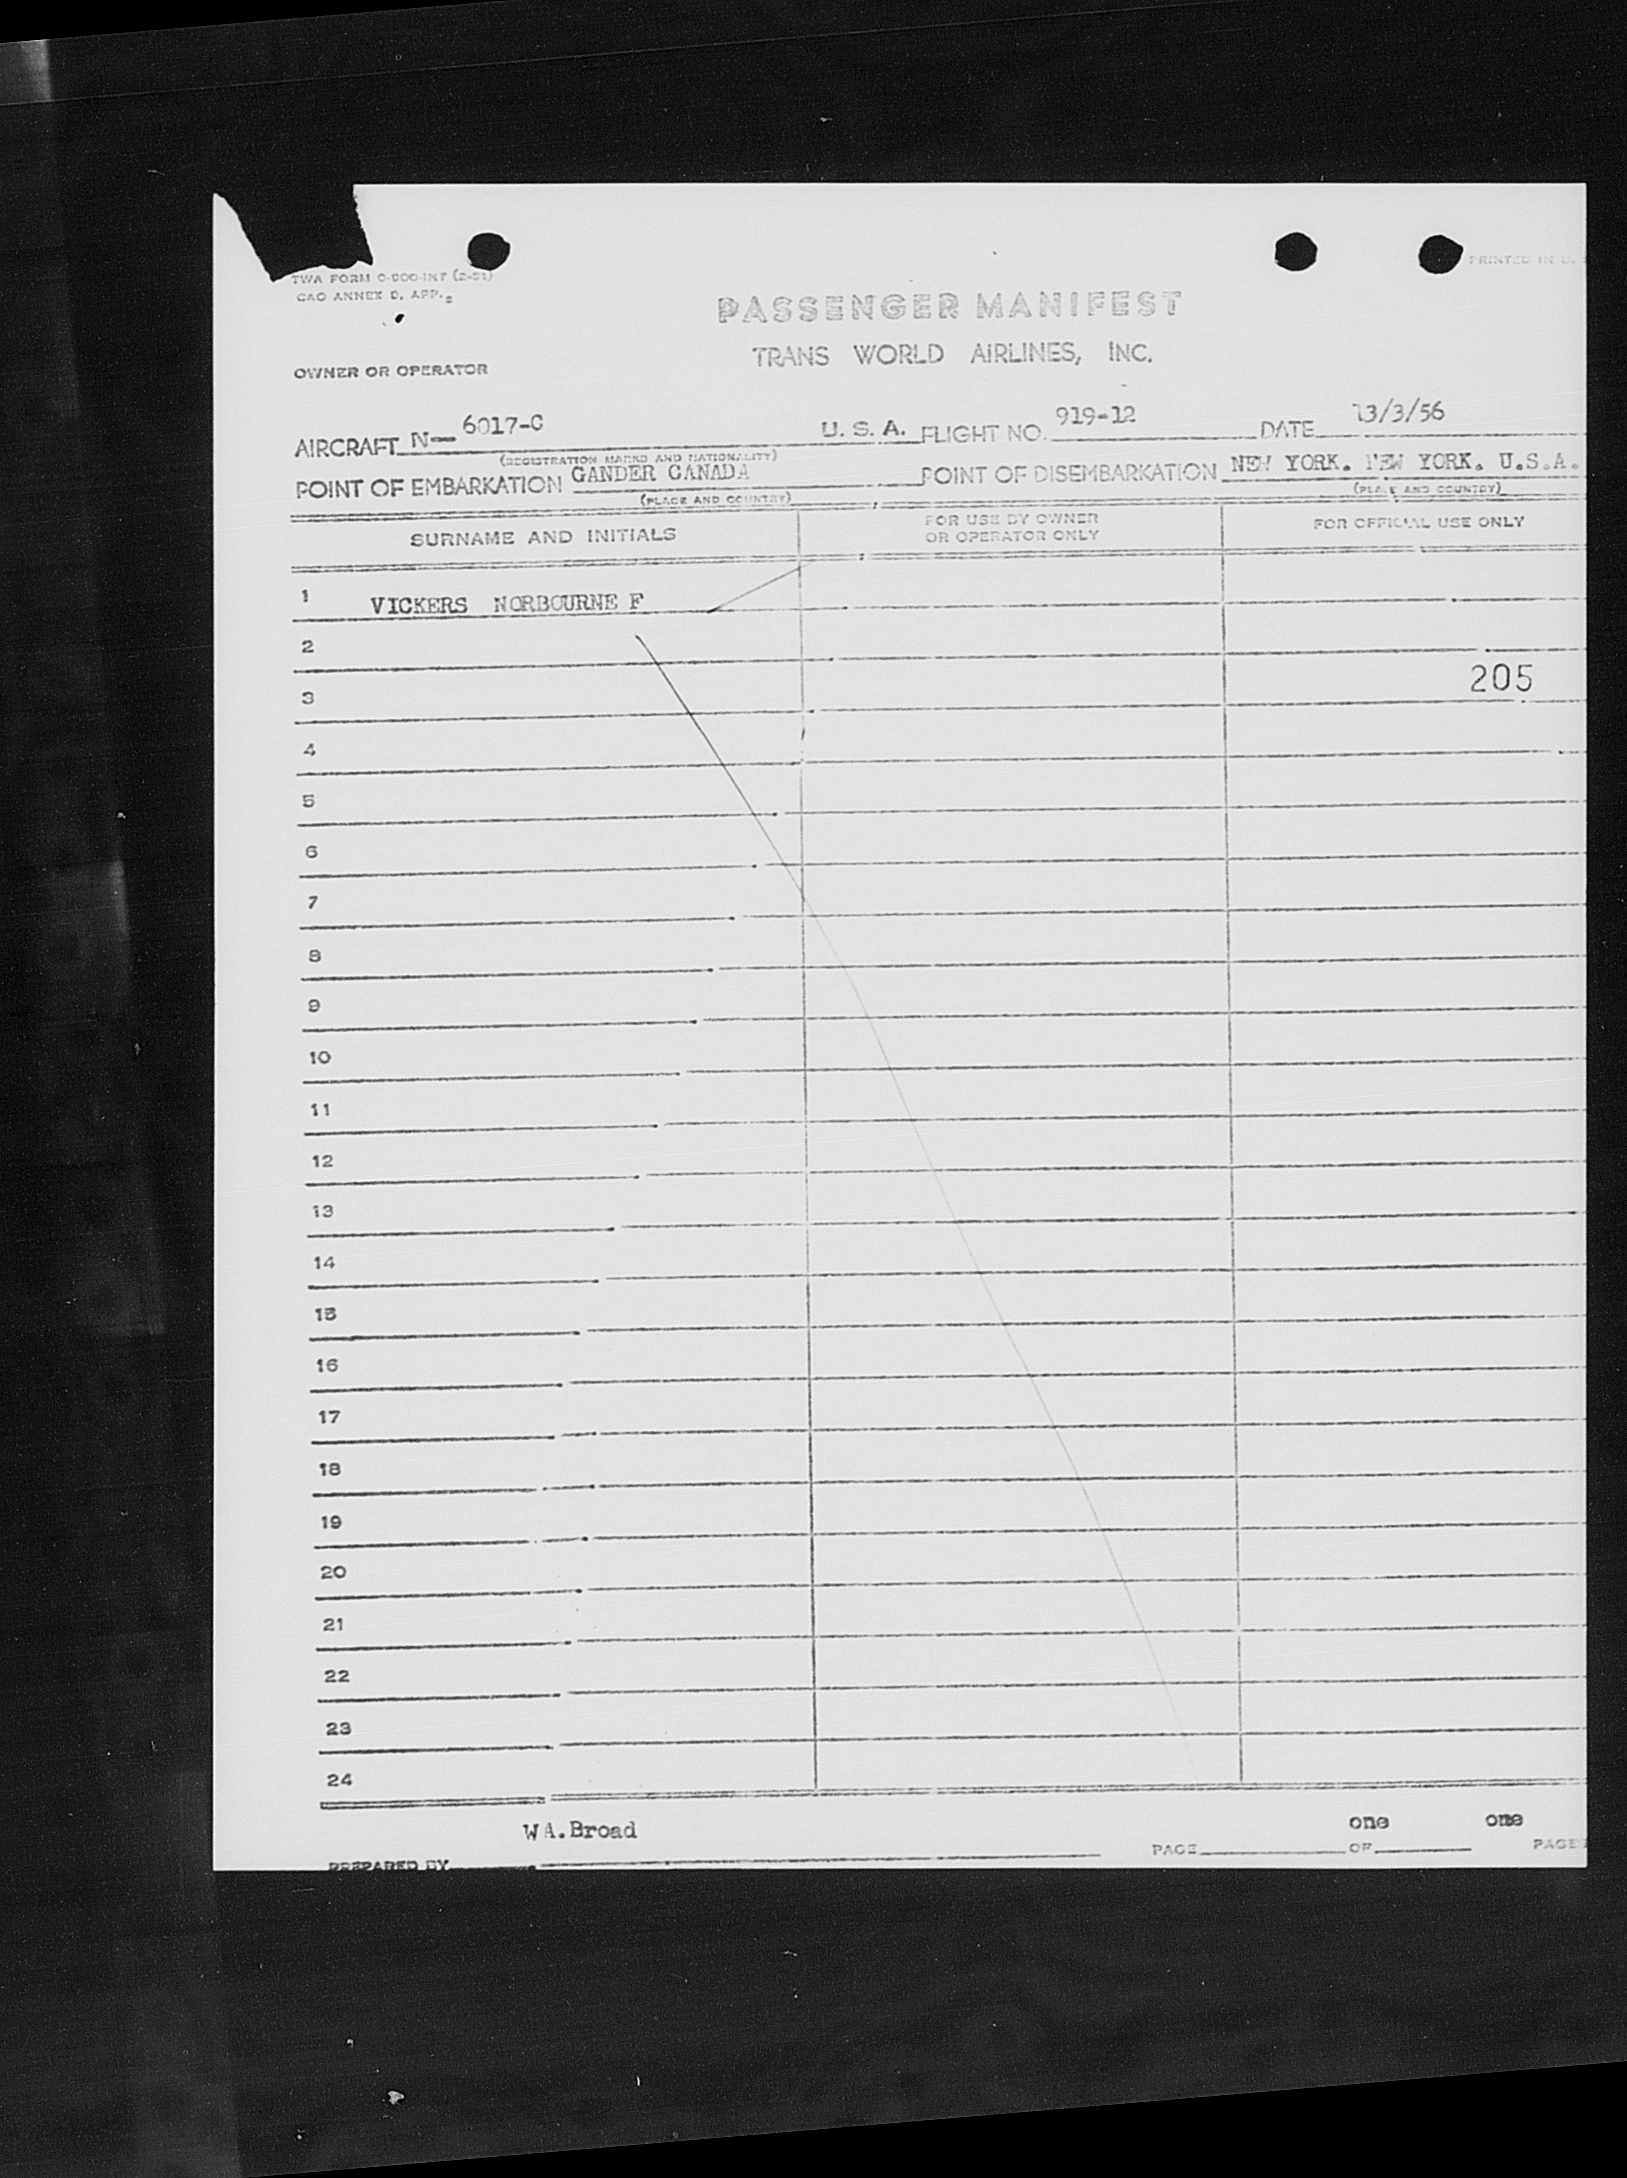 PRINTED IN U.
TWA FORM
CAO ANNEX D, APP.
PASSENGER MANIFEST
TRANS WORLD AIRLINES, INC.
OWNER OR OPERATOR
AIRCRAFT N- 6017-C U. S. A. FLIGHT NO. 919-12 DATE 13/3/56
(REGISTRATION MARKS AND NATIONALITY)
POINT OF EMBARKATION GANDER CANADA POINT OF DISEMBARKATION NEW YORK. NEW YORK. U.S.A.
(PLACE AND COUNTRY) (PLACE AND COUNTRY)
SURNAME AND INITIALS FOR USE BY OWNER OR OPERATOR ONLY FOR OFFICIAL USE ONLY
1 VICKERS NORBOURNE F
2
3 205
4
5
6
7
8
9
10
11
12
13
14
15
16
17
18
19
20
21
22
23
24
PREPARED BY WA.Broad PAGE one OF one PAGE